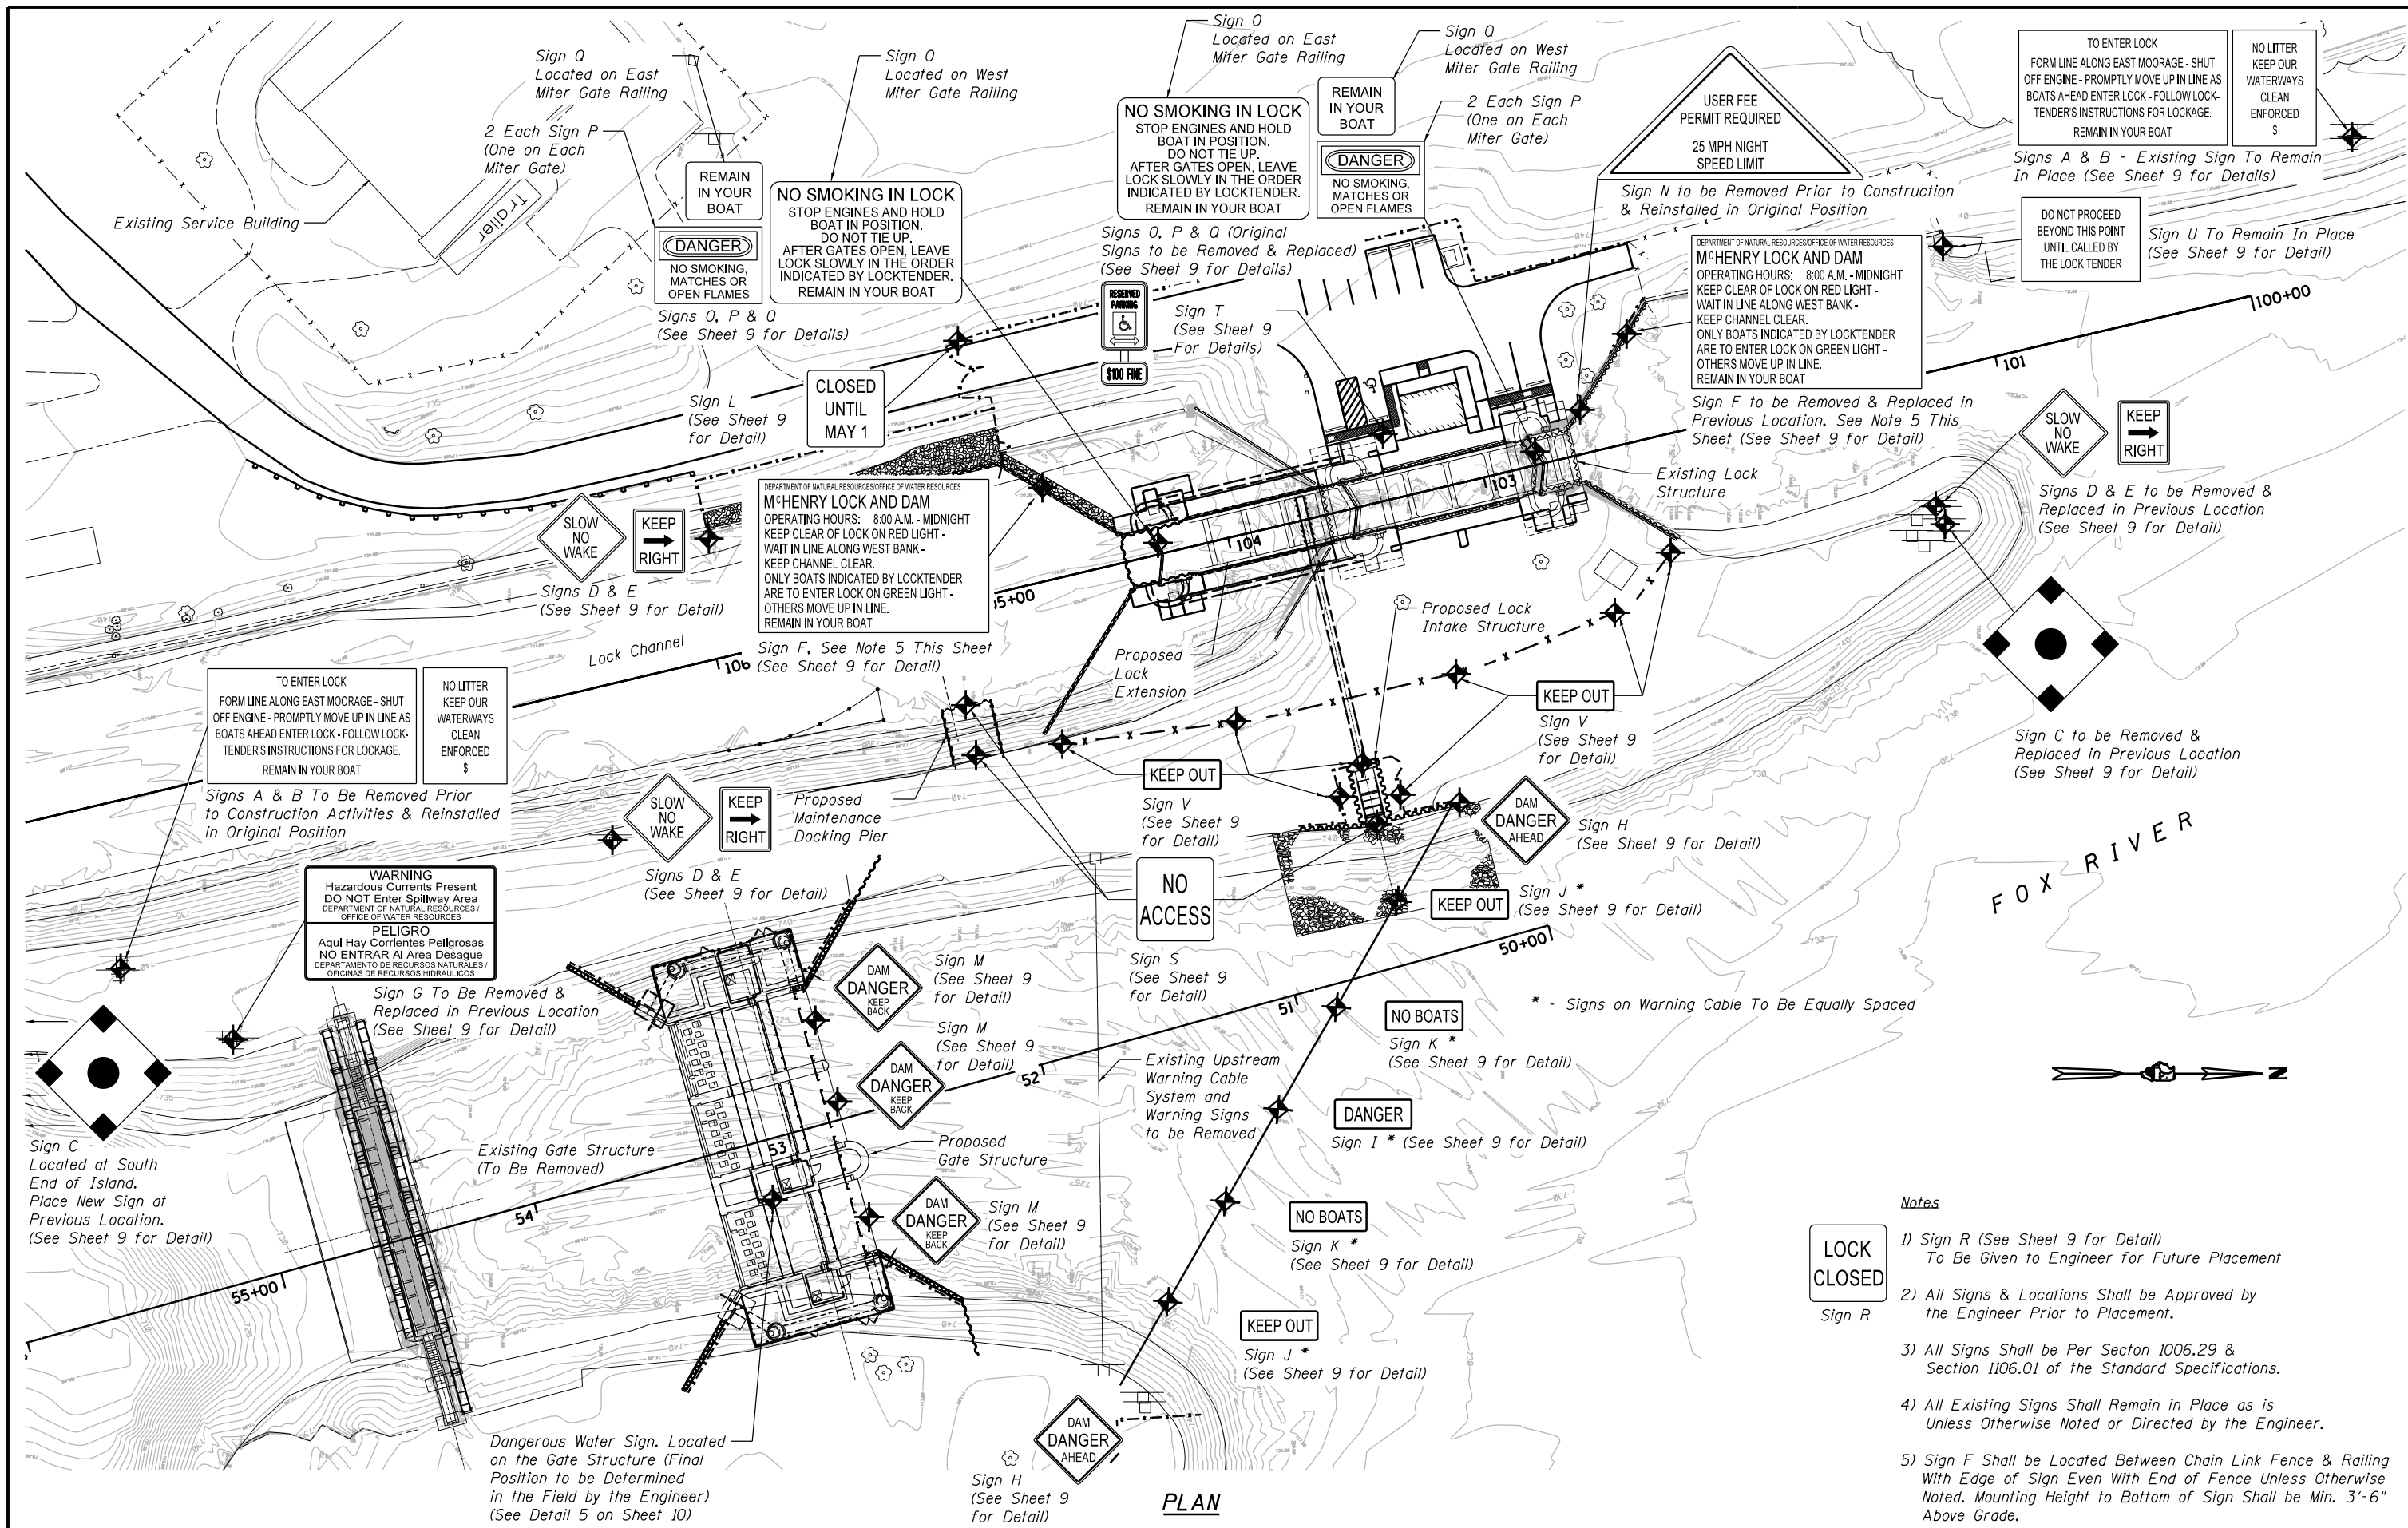 Sign Q
Located on East
Miter Gate Railing
Sign O
Located on West
Miter Gate Railing
Sign O
Located on East
Miter Gate Railing
Sign Q
Located on West
Miter Gate Railing
2 Each Sign P
(One on Each
Miter Gate)
2 Each Sign P
(One on Each
Miter Gate)
Existing Service Building
Trailer
REMAIN
IN YOUR
BOAT
DANGER
NO SMOKING,
MATCHES OR
OPEN FLAMES
NO SMOKING IN LOCK
STOP ENGINES AND HOLD
BOAT IN POSITION.
DO NOT TIE UP.
AFTER GATES OPEN, LEAVE
LOCK SLOWLY IN THE ORDER
INDICATED BY LOCKTENDER.
REMAIN IN YOUR BOAT
Signs O, P & Q
(See Sheet 9 for Details)
NO SMOKING IN LOCK
STOP ENGINES AND HOLD
BOAT IN POSITION.
DO NOT TIE UP.
AFTER GATES OPEN, LEAVE
LOCK SLOWLY IN THE ORDER
INDICATED BY LOCKTENDER.
REMAIN IN YOUR BOAT
REMAIN
IN YOUR
BOAT
DANGER
NO SMOKING,
MATCHES OR
OPEN FLAMES
Signs O, P & Q (Original
Signs to be Removed & Replaced)
(See Sheet 9 for Details)
USER FEE
PERMIT REQUIRED
25 MPH NIGHT
SPEED LIMIT
Sign N to be Removed Prior to Construction
& Reinstalled in Original Position
TO ENTER LOCK
FORM LINE ALONG EAST MOORAGE - SHUT
OFF ENGINE - PROMPTLY MOVE UP IN LINE AS
BOATS AHEAD ENTER LOCK - FOLLOW LOCK-
TENDER'S INSTRUCTIONS FOR LOCKAGE.
REMAIN IN YOUR BOAT
NO LITTER
KEEP OUR
WATERWAYS
CLEAN
ENFORCED
$
Signs A & B - Existing Sign To Remain
In Place (See Sheet 9 for Details)
DO NOT PROCEED
BEYOND THIS POINT
UNTIL CALLED BY
THE LOCK TENDER
Sign U To Remain In Place
(See Sheet 9 for Detail)
RESERVED
PARKING
$100 FINE
Sign T
(See Sheet 9
For Details)
DEPARTMENT OF NATURAL RESOURCES/OFFICE OF WATER RESOURCES
McHENRY LOCK AND DAM
OPERATING HOURS: 8:00 A.M. - MIDNIGHT
KEEP CLEAR OF LOCK ON RED LIGHT -
WAIT IN LINE ALONG WEST BANK -
KEEP CHANNEL CLEAR.
ONLY BOATS INDICATED BY LOCKTENDER
ARE TO ENTER LOCK ON GREEN LIGHT -
OTHERS MOVE UP IN LINE.
REMAIN IN YOUR BOAT
Sign F to be Removed & Replaced in
Previous Location, See Note 5 This
Sheet (See Sheet 9 for Detail)
100+00
101
103
104
106
CLOSED
UNTIL
MAY 1
Sign L
(See Sheet 9
for Detail)
SLOW
NO
WAKE
KEEP
RIGHT
Signs D & E to be Removed &
Replaced in Previous Location
(See Sheet 9 for Detail)
Existing Lock
Structure
SLOW
NO
WAKE
KEEP
RIGHT
Signs D & E
(See Sheet 9 for Detail)
DEPARTMENT OF NATURAL RESOURCES/OFFICE OF WATER RESOURCES
McHENRY LOCK AND DAM
OPERATING HOURS: 8:00 A.M. - MIDNIGHT
KEEP CLEAR OF LOCK ON RED LIGHT -
WAIT IN LINE ALONG WEST BANK -
KEEP CHANNEL CLEAR.
ONLY BOATS INDICATED BY LOCKTENDER
ARE TO ENTER LOCK ON GREEN LIGHT -
OTHERS MOVE UP IN LINE.
REMAIN IN YOUR BOAT
Sign F, See Note 5 This Sheet
(See Sheet 9 for Detail)
Lock Channel
Proposed
Lock
Extension
Proposed Lock
Intake Structure
KEEP OUT
Sign V
(See Sheet 9
for Detail)
KEEP OUT
Sign V
(See Sheet 9
for Detail)
Sign C to be Removed &
Replaced in Previous Location
(See Sheet 9 for Detail)
TO ENTER LOCK
FORM LINE ALONG EAST MOORAGE - SHUT
OFF ENGINE - PROMPTLY MOVE UP IN LINE AS
BOATS AHEAD ENTER LOCK - FOLLOW LOCK-
TENDER'S INSTRUCTIONS FOR LOCKAGE.
REMAIN IN YOUR BOAT
NO LITTER
KEEP OUR
WATERWAYS
CLEAN
ENFORCED
$
Signs A & B To Be Removed Prior
to Construction Activities & Reinstalled
in Original Position
SLOW
NO
WAKE
KEEP
RIGHT
Signs D & E
(See Sheet 9 for Detail)
Proposed
Maintenance
Docking Pier
DAM
DANGER
AHEAD
Sign H
(See Sheet 9 for Detail)
NO
ACCESS
Sign S
(See Sheet 9
for Detail)
KEEP OUT
Sign J *
(See Sheet 9 for Detail)
FOX RIVER
WARNING
Hazardous Currents Present
DO NOT Enter Spillway Area
DEPARTMENT OF NATURAL RESOURCES /
OFFICE OF WATER RESOURCES
PELIGRO
Aqui Hay Corrientes Peligrosas
NO ENTRAR Al Area Desague
DEPARTAMENTO DE RECURSOS NATURALES /
OFICINAS DE RECURSOS HIDRAULICOS
Sign G To Be Removed &
Replaced in Previous Location
(See Sheet 9 for Detail)
DAM
DANGER
KEEP
BACK
Sign M
(See Sheet 9
for Detail)
DAM
DANGER
KEEP
BACK
Sign M
(See Sheet 9
for Detail)
DAM
DANGER
KEEP
BACK
Sign M
(See Sheet 9
for Detail)
50+00
51
52
53
54
55+00
* - Signs on Warning Cable To Be Equally Spaced
NO BOATS
Sign K *
(See Sheet 9 for Detail)
DANGER
Sign I * (See Sheet 9 for Detail)
NO BOATS
Sign K *
(See Sheet 9 for Detail)
KEEP OUT
Sign J *
(See Sheet 9 for Detail)
N
Existing Upstream
Warning Cable
System and
Warning Signs
to be Removed
Proposed
Gate Structure
Existing Gate Structure
(To Be Removed)
Sign C -
Located at South
End of Island.
Place New Sign at
Previous Location.
(See Sheet 9 for Detail)
Dangerous Water Sign. Located
on the Gate Structure (Final
Position to be Determined
in the Field by the Engineer)
(See Detail 5 on Sheet 10)
DAM
DANGER
AHEAD
Sign H
(See Sheet 9
for Detail)
PLAN
LOCK
CLOSED
Sign R
Notes
1) Sign R (See Sheet 9 for Detail)
To Be Given to Engineer for Future Placement
2) All Signs & Locations Shall be Approved by
the Engineer Prior to Placement.
3) All Signs Shall be Per Secton 1006.29 &
Section 1106.01 of the Standard Specifications.
4) All Existing Signs Shall Remain in Place as is
Unless Otherwise Noted or Directed by the Engineer.
5) Sign F Shall be Located Between Chain Link Fence & Railing
With Edge of Sign Even With End of Fence Unless Otherwise
Noted. Mounting Height to Bottom of Sign Shall be Min. 3'-6"
Above Grade.